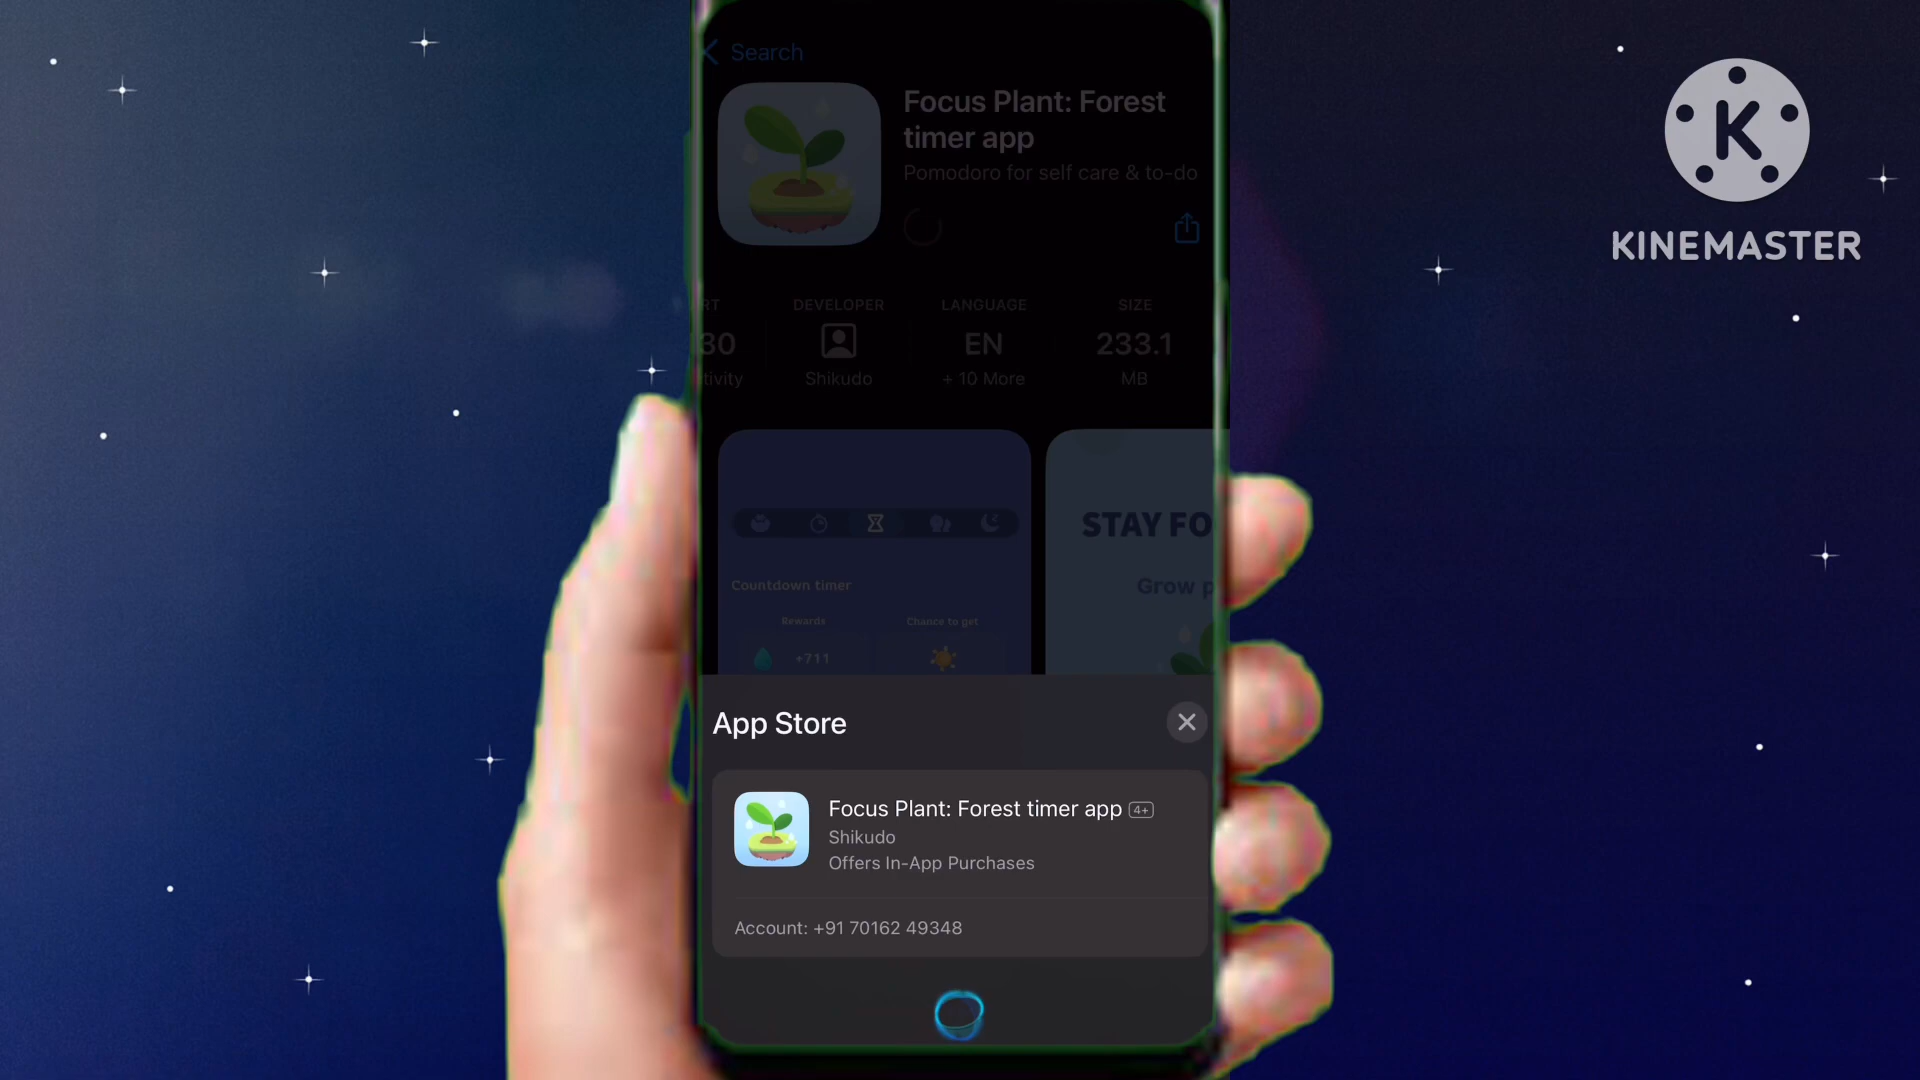 Search
Focus Plant: Forest
timer app
Pomodoro for self care & to-do
DEVELOPER
LANGUAGE
SIZE
30
EN
233.1
tivity
Shikudo
+ 10 More
MB
STAY FO
Countdown timer
Grow p
Rewards
Chance to get
+711
App Store
Focus Plant: Forest timer app 4+
Shikudo
Offers In-App Purchases
Account: +91 70162 49348
K
KINEMASTER